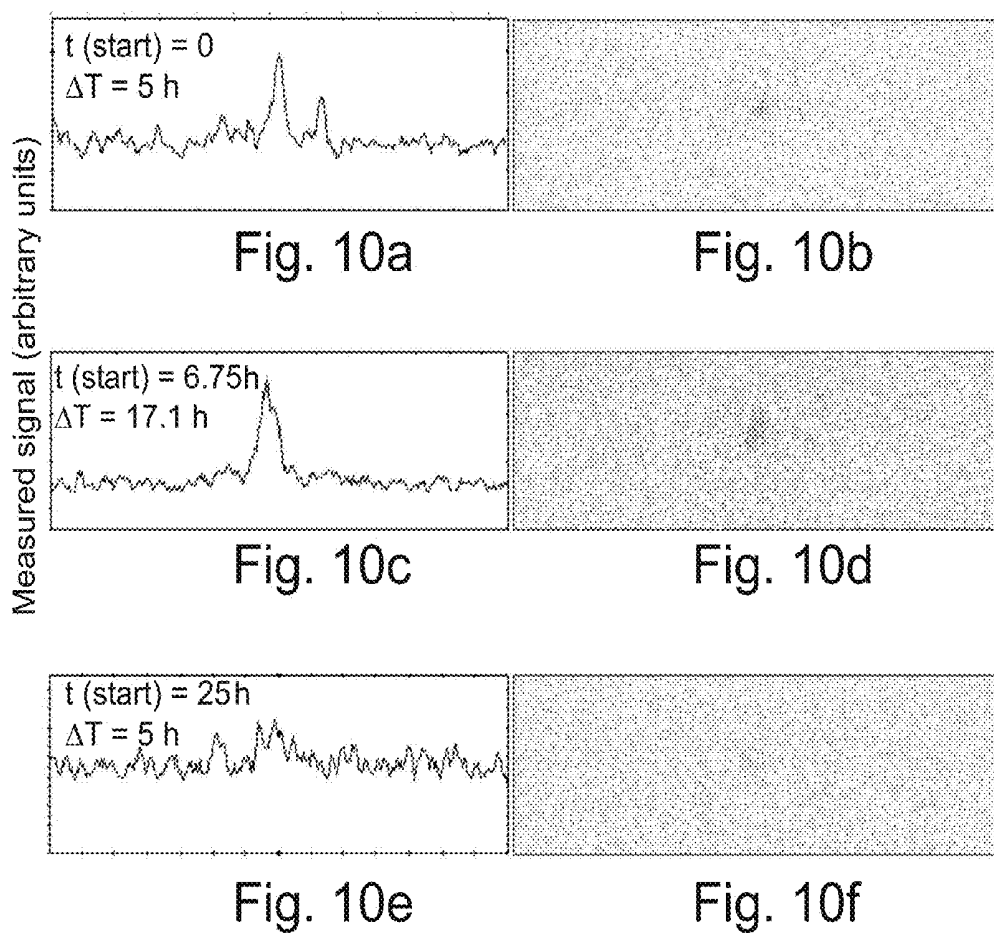 Measured signal (arbitrary units)
t (start) = 0
ΔT = 5 h
Fig. 10a
Fig. 10b
t (start) = 6.75h
ΔT = 17.1 h
Fig. 10c
Fig. 10d
t (start) = 25h
ΔT = 5 h
Fig. 10e
Fig. 10f